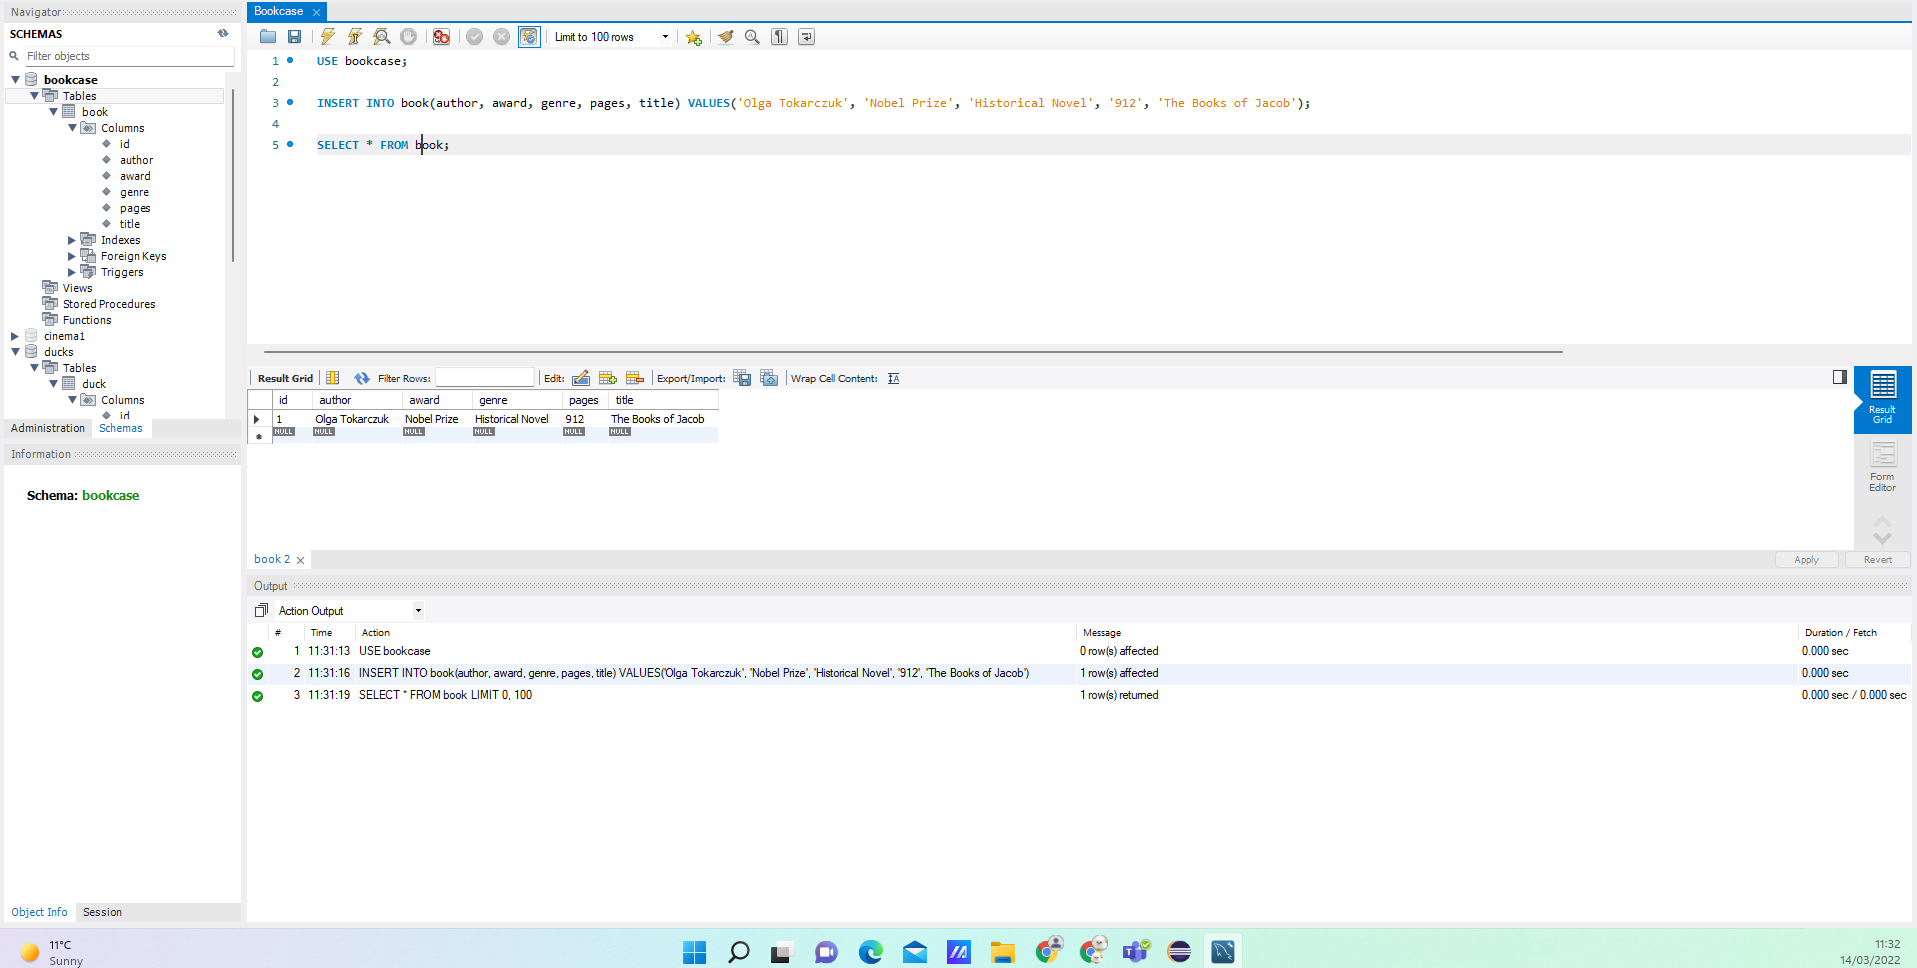 Navigator
SCHEMAS
Filter objects
bookcase
Tables
book
Columns
id
author
award
genre
pages
title
Indexes
Foreign Keys
Triggers
Views
Stored Procedures
Functions
cinema1
ducks
Tables
duck
Columns
id
Administration Schemas
Information
Schema: bookcase
Object Info Session
Bookcase
Limit to 100 rows
1 USE bookcase;
2
3 INSERT INTO book(author, award, genre, pages, title) VALUES('Olga Tokarczuk', 'Nobel Prize', 'Historical Novel', '912', 'The Books of Jacob');
4
5 SELECT * FROM book;
Result Grid Filter Rows: Edit: Export/Import: Wrap Cell Content:
id author award genre pages title
1 Olga Tokarczuk Nobel Prize Historical Novel 912 The Books of Jacob
NULL NULL NULL NULL NULL NULL
Result
Grid
Form
Editor
book 2 Apply Revert
Output
Action Output
# Time Action Message Duration / Fetch
1 11:31:13 USE bookcase 0 row(s) affected 0.000 sec
2 11:31:16 INSERT INTO book(author, award, genre, pages, title) VALUES('Olga Tokarczuk', 'Nobel Prize', 'Historical Novel', '912', 'The Books of Jacob') 1 row(s) affected 0.000 sec
3 11:31:19 SELECT * FROM book LIMIT 0, 100 1 row(s) returned 0.000 sec / 0.000 sec
11°C
Sunny
11:32
14/03/2022